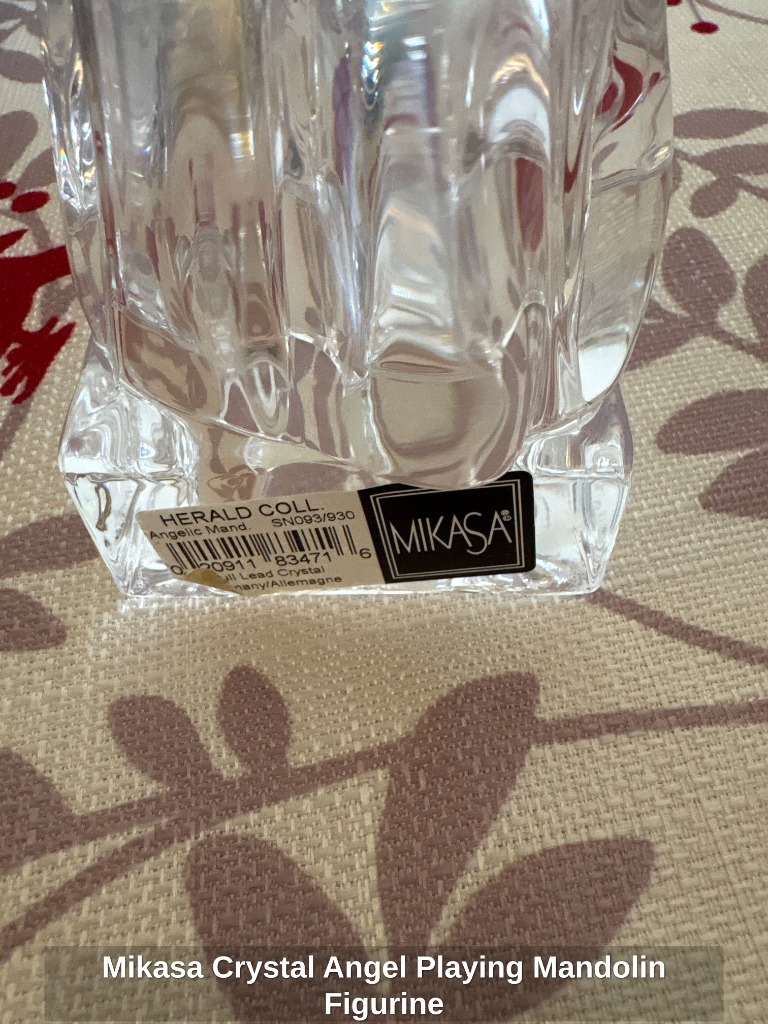 HERALD COLL.
Angelic Mand. SN093/930
0 20911 83471 6
Lead Crystal
/Allemagne
MIKASA®
Mikasa Crystal Angel Playing Mandolin
Figurine